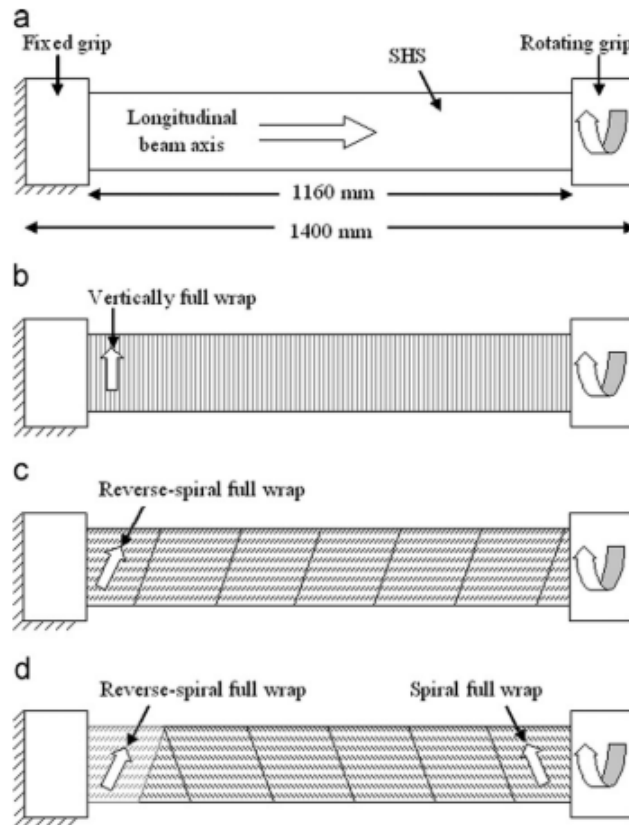 a
Fixed grip
SHS
Rotating grip
Longitudinal
beam axis
1160 mm
1400 mm
b
Vertically full wrap
c
Reverse-spiral full wrap
d
Reverse-spiral full wrap
Spiral full wrap